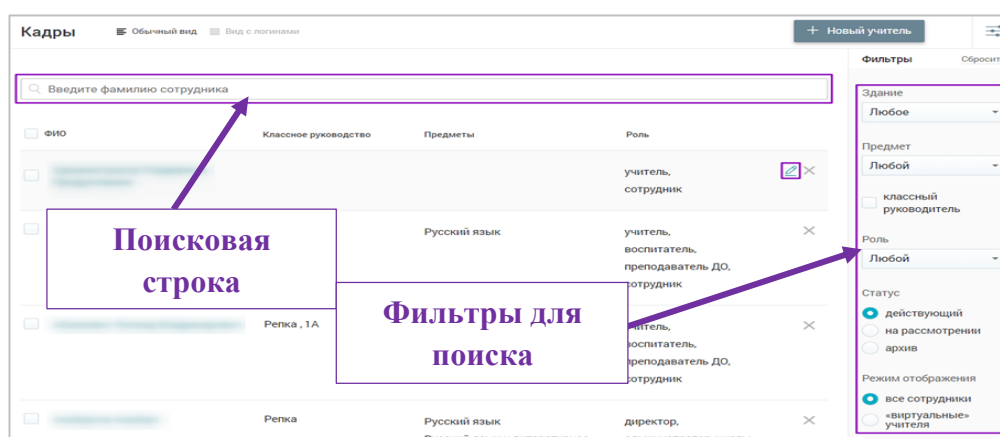 Кадры
Обычный вид
Вид с логинами
+ Новый учитель
Фильтры
Сбросить
Введите фамилию сотрудника
Здание
Любое
ФИО
Классное руководство
Предметы
Роль
Предмет
Любой
учитель,
сотрудник
классный
руководитель
Поисковая
строка
Русский язык
учитель,
воспитатель,
преподаватель ДО,
сотрудник
Роль
Любой
Фильтры для
поиска
Статус
действующий
на рассмотрении
архив
Репка , 1А
учитель,
воспитатель,
преподаватель ДО,
сотрудник
Режим отображения
все сотрудники
«виртуальные»
учителя
Репка
Русский язык
директор,